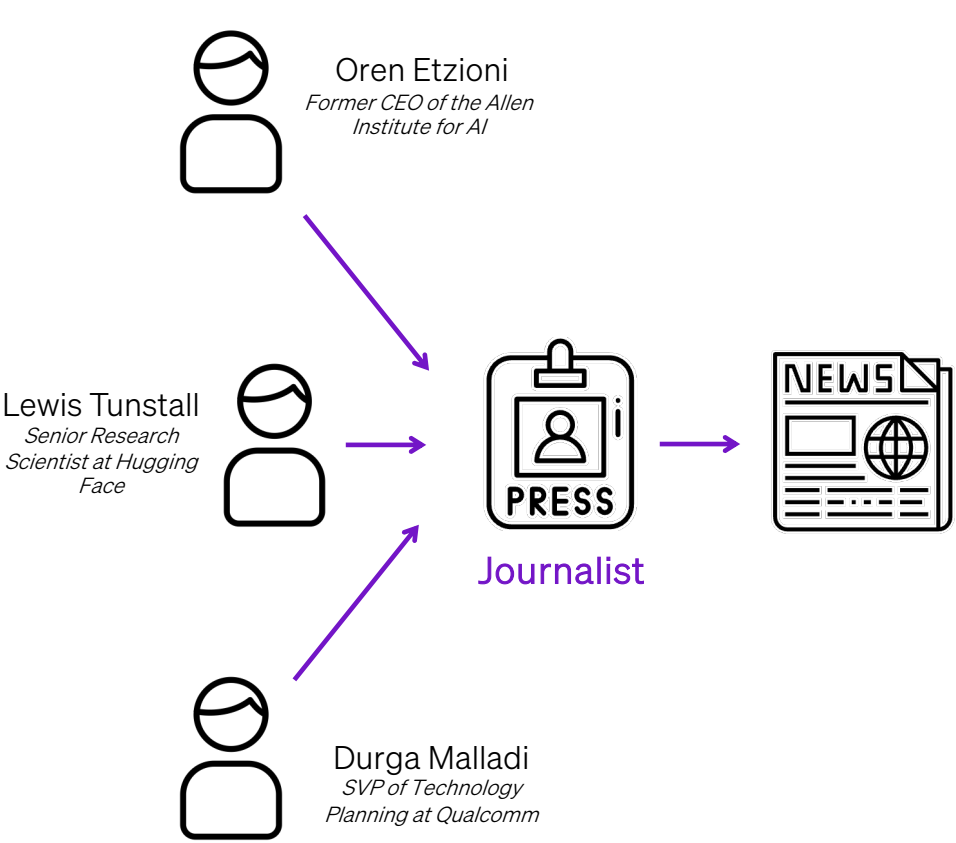 Oren Etzioni
Former CEO of the Allen
Institute for AI
Lewis Tunstall
Senior Research
Scientist at Hugging
Face
PRESS
Journalist
NEWS
Durga Malladi
SVP of Technology
Planning at Qualcomm